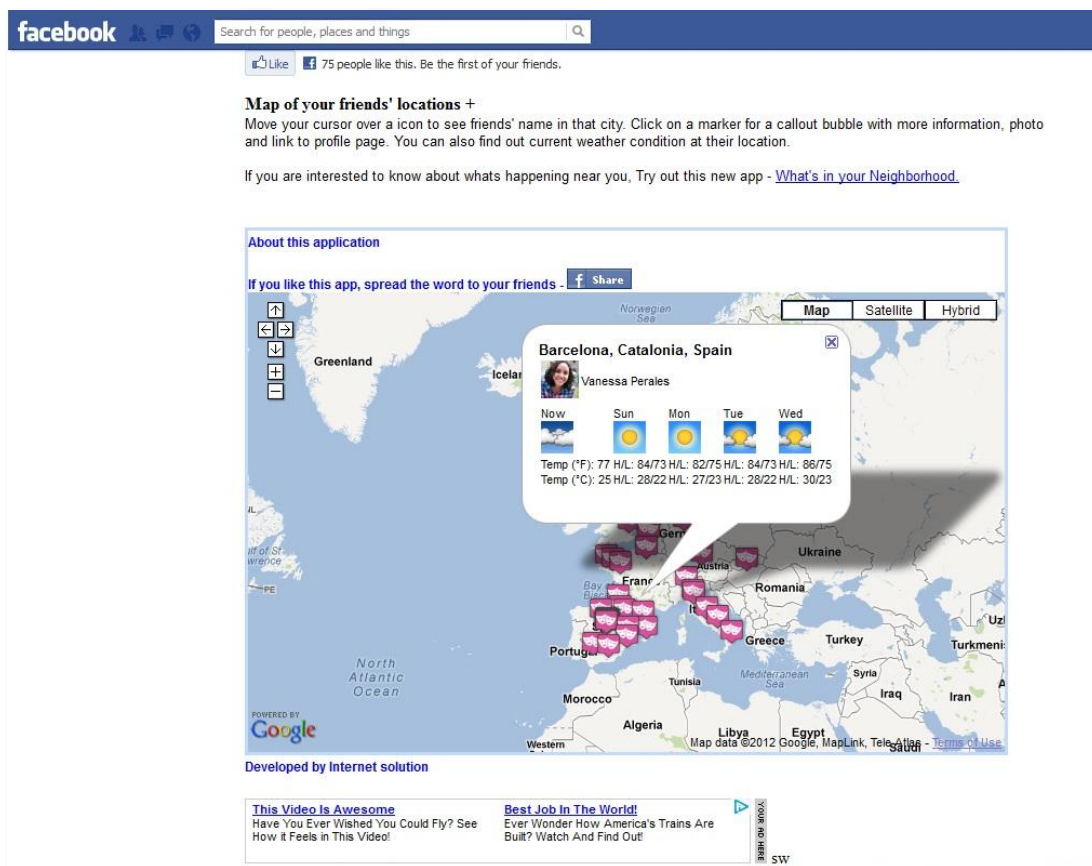 facebook
Search for people, places and things
Like
75 people like this. Be the first of your friends.
Map of your friends' locations +
Move your cursor over a icon to see friends' name in that city. Click on a marker for a callout bubble with more information, photo
and link to profile page. You can also find out current weather condition at their location.
If you are interested to know about whats happening near you, Try out this new app - What's in your Neighborhood.
About this application
If you like this app, spread the word to your friends - f Share
Norwegian
Sea
Map Satellite Hybrid
Greenland
Barcelona, Catalonia, Spain
Vanessa Perales
Now Sun Mon Tue Wed
Temp (°F): 77 H/L: 84/73 H/L: 82/75 H/L: 84/73 H/L: 86/75
Temp (°C): 25 H/L: 28/22 H/L: 27/23 H/L: 28/22 H/L: 30/23
Ukraine
Austria
Romania
PE
Greece
Turkey
Portug
North
Atlantic
Ocean
Tunisia
Mediterranean
Sea
Syria
Iraq
Iran
Morocco
POWERED BY
Google
Algeria
Libya
Egypt
Western
Map data ©2012 Google, MapLink, Tele Atlas - Terms of Use
Developed by Internet solution
This Video Is Awesome
Have You Ever Wished You Could Fly? See
How it Feels in This Video!
Best Job In The World!
Ever Wonder How America's Trains Are
Built? Watch And Find Out!
YOUR AD HERE
sw